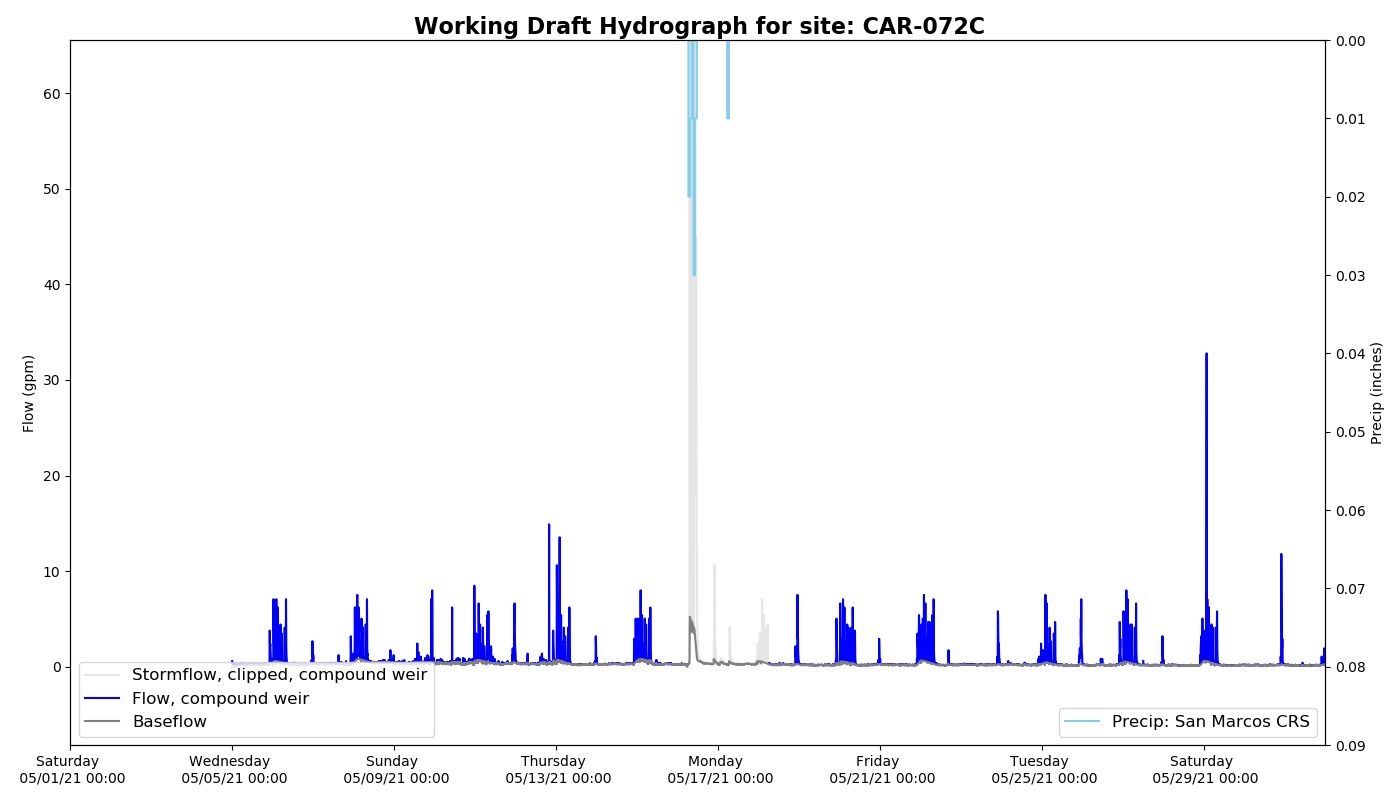 Working Draft Hydrograph for site: CAR-072C
60
50
40
30
20
10
0
Flow (gpm)
0.00
0.01
0.02
0.03
0.04
0.05
0.06
0.07
0.08
0.09
Precip (inches)
Stormflow, clipped, compound weir
Flow, compound weir
Baseflow
Precip: San Marcos CRS
Saturday
05/01/21 00:00
Wednesday
05/05/21 00:00
Sunday
05/09/21 00:00
Thursday
05/13/21 00:00
Monday
05/17/21 00:00
Friday
05/21/21 00:00
Tuesday
05/25/21 00:00
Saturday
05/29/21 00:00